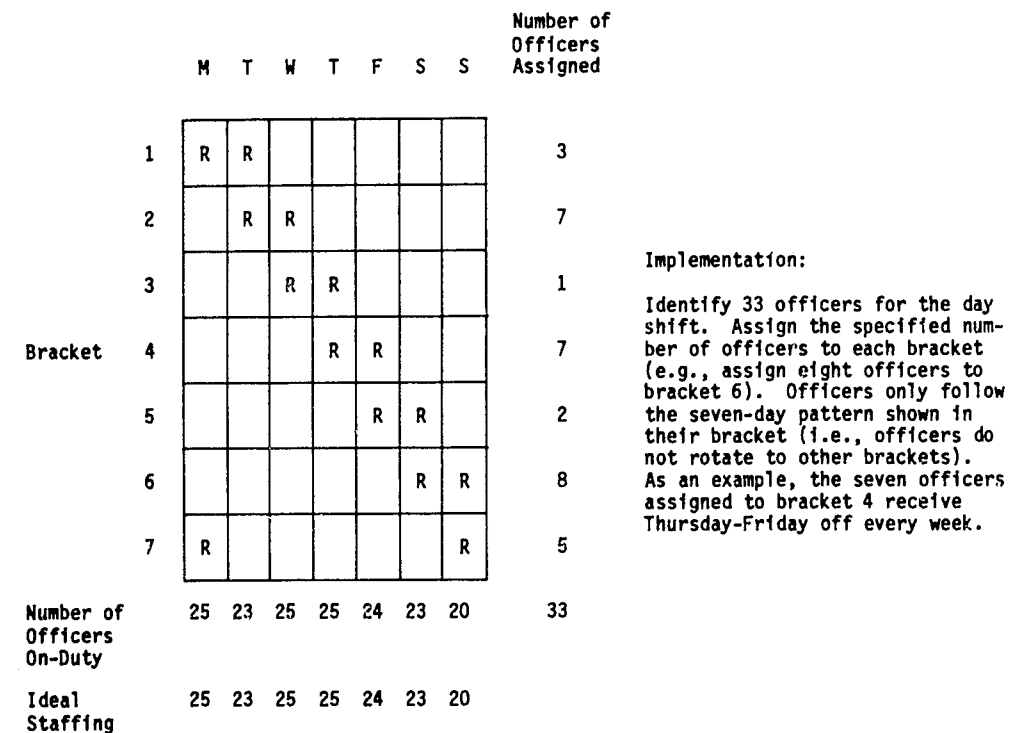 Number of
Officers
Assigned
M T W T F S S
1 R R 3
2 R R 7
3 R R 1
Bracket 4 R R 7
5 R R 2
6 R R 8
7 R R 5
Number of
Officers
On-Duty
25 23 25 25 24 23 20 33
Ideal
Staffing
25 23 25 25 24 23 20
Implementation:
Identify 33 officers for the day
shift. Assign the specified num-
ber of officers to each bracket
(e.g., assign eight officers to
bracket 6). Officers only follow
the seven-day pattern shown in
their bracket (i.e., officers do
not rotate to other brackets).
As an example, the seven officers
assigned to bracket 4 receive
Thursday-Friday off every week.